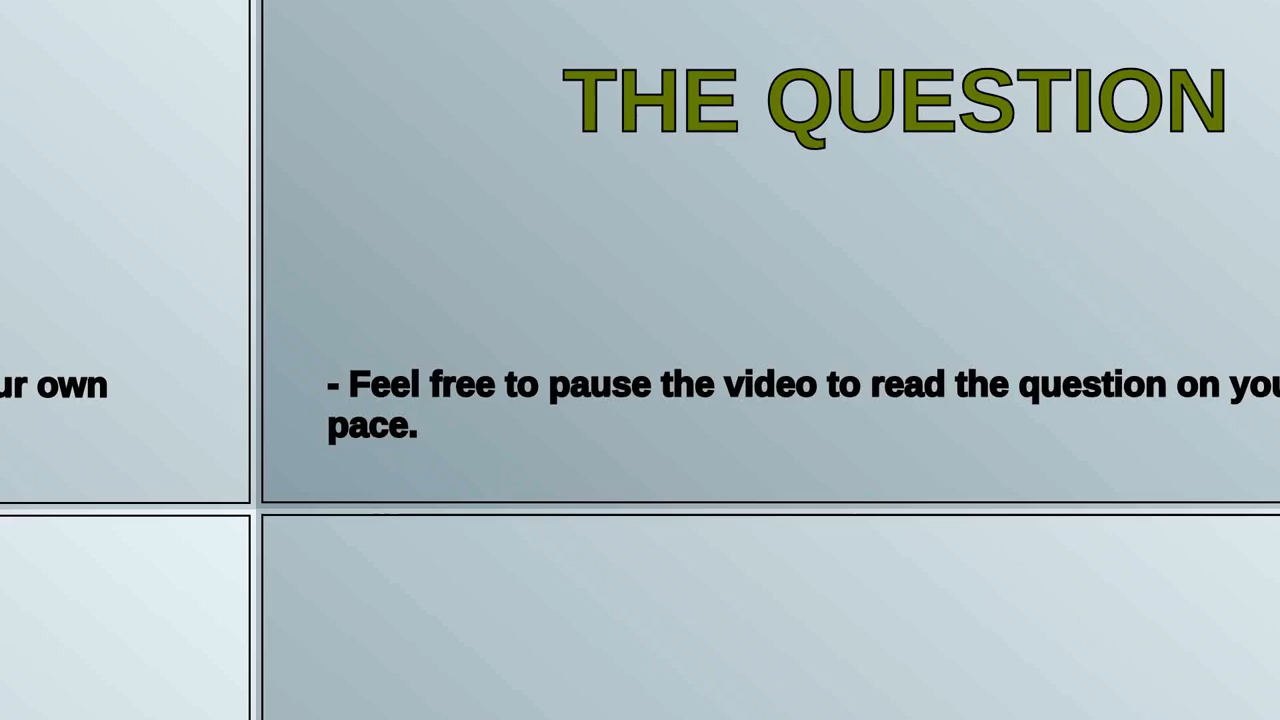 THE QUESTION
ur own
- Feel free to pause the video to read the question on you
pace.